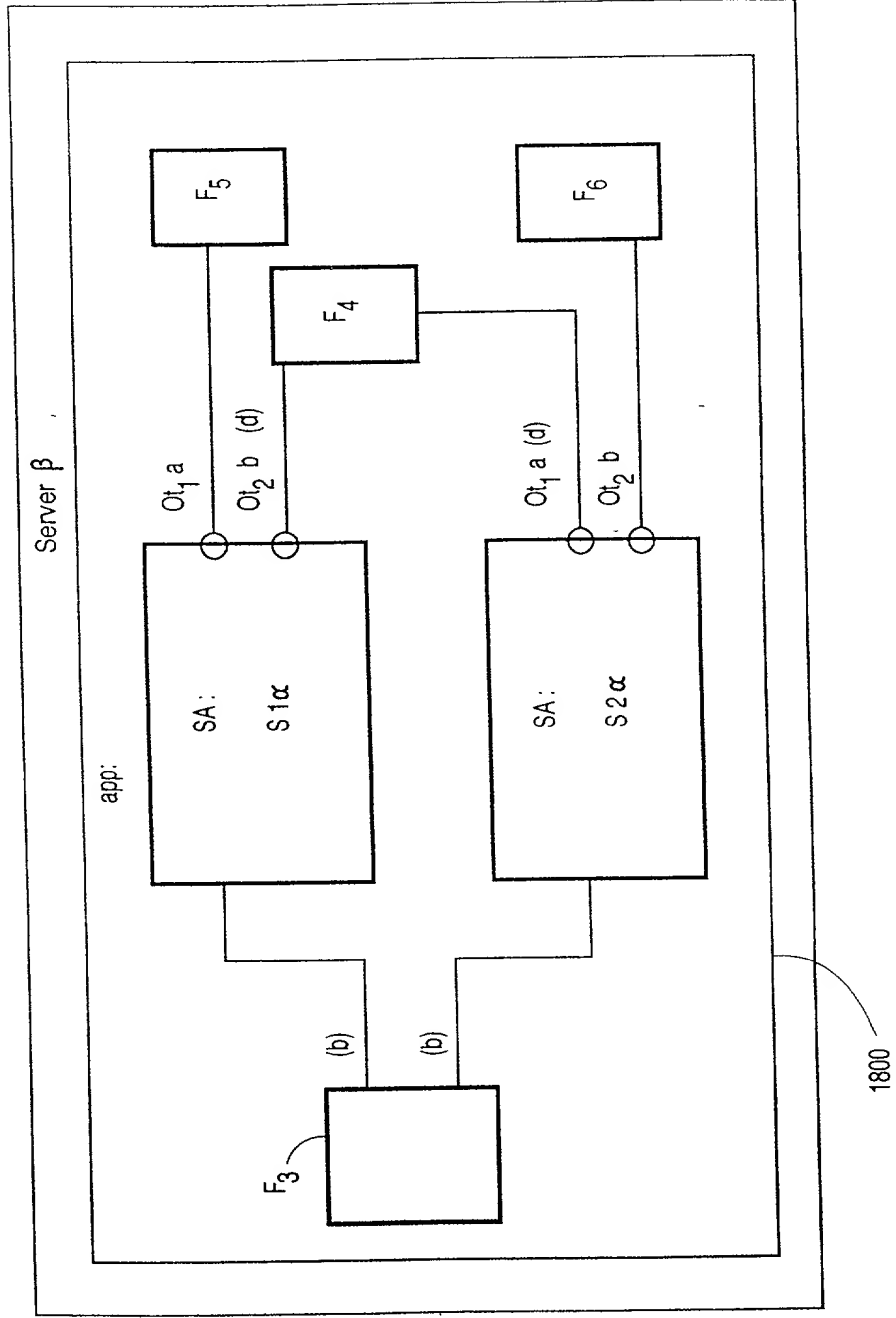 Server β
app:
SA:
S1α
Ot1 a
Ot2 b (d)
F5
F4
(b)
(b)
F3
SA:
S2α
Ot1 a (d)
Ot2 b
F6
1800